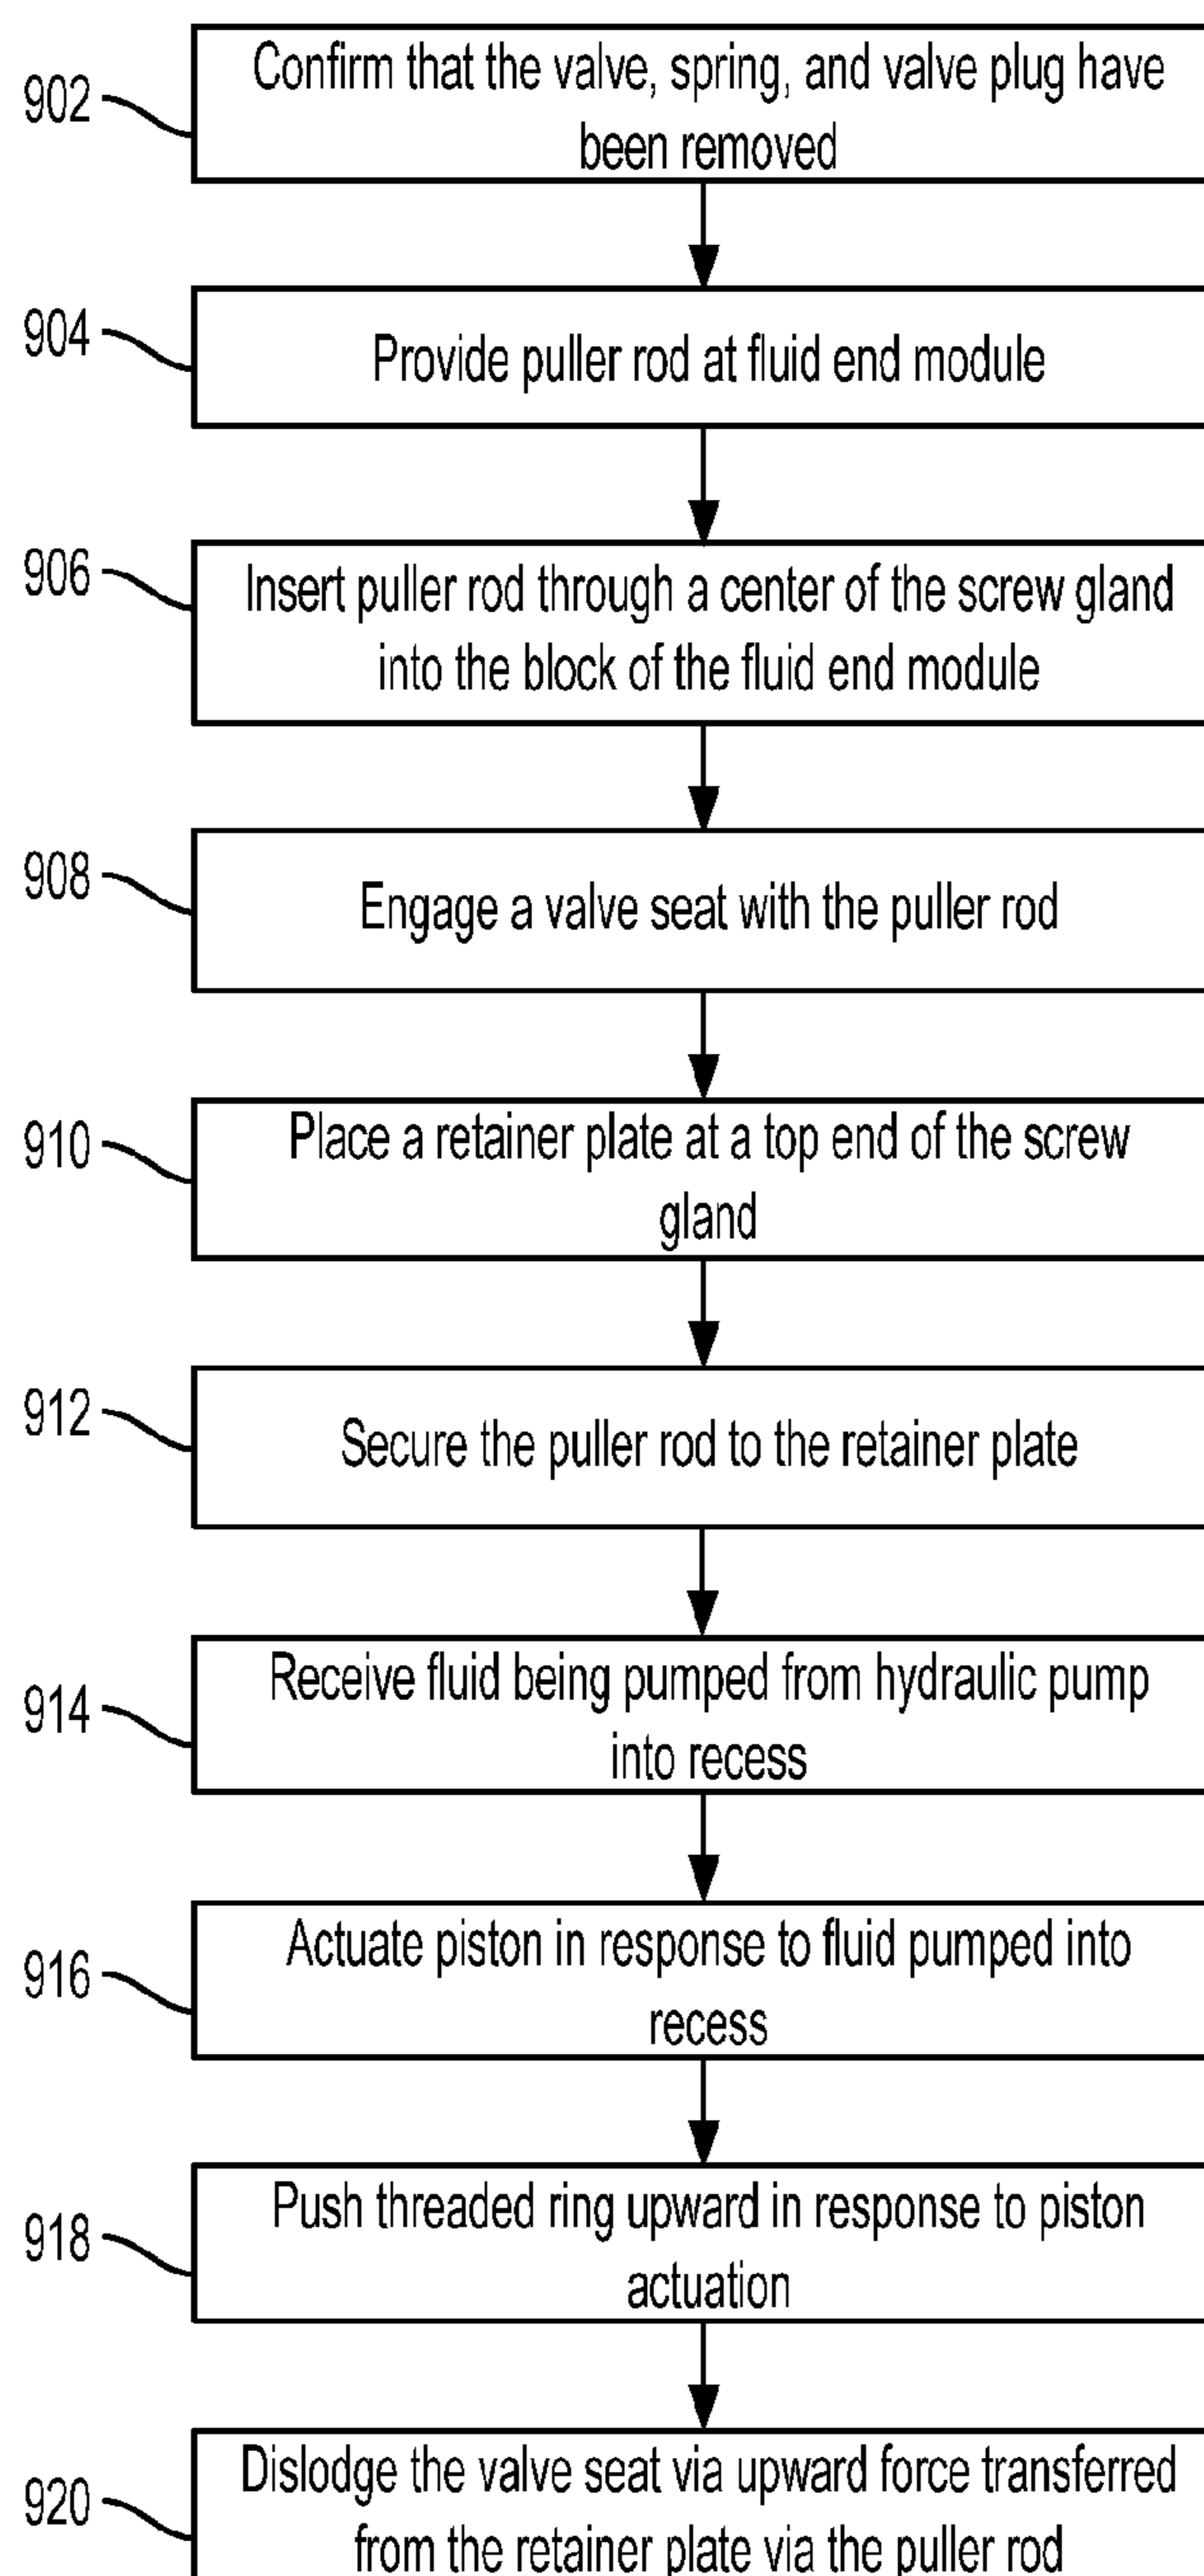 902
Confirm that the valve, spring, and valve plug have
been removed
904
Provide puller rod at fluid end module
906
Insert puller rod through a center of the screw gland
into the block of the fluid end module
908
Engage a valve seat with the puller rod
910
Place a retainer plate at a top end of the screw
gland
912
Secure the puller rod to the retainer plate
914
Receive fluid being pumped from hydraulic pump
into recess
916
Actuate piston in response to fluid pumped into
recess
918
Push threaded ring upward in response to piston
actuation
920
Dislodge the valve seat via upward force transferred
from the retainer plate via the puller rod